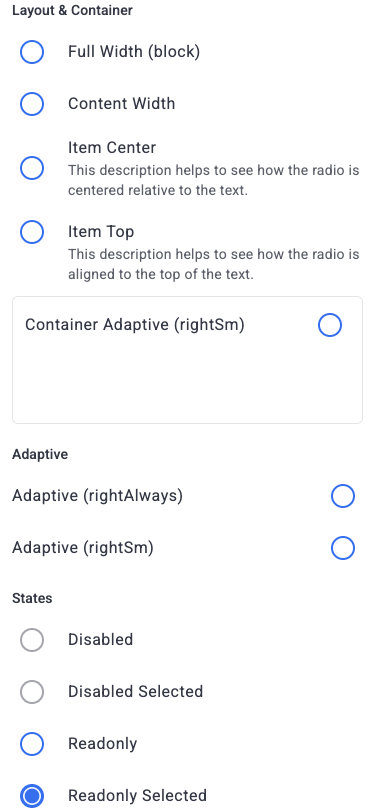 Layout & Container
Full Width (block)
Content Width
Item Center
This description helps to see how the radio is
centered relative to the text.
Item Top
This description helps to see how the radio is
aligned to the top of the text.
Container Adaptive (rightSm)
Adaptive
Adaptive (rightAlways)
Adaptive (rightSm)
States
Disabled
Disabled Selected
Readonly
Readonly Selected